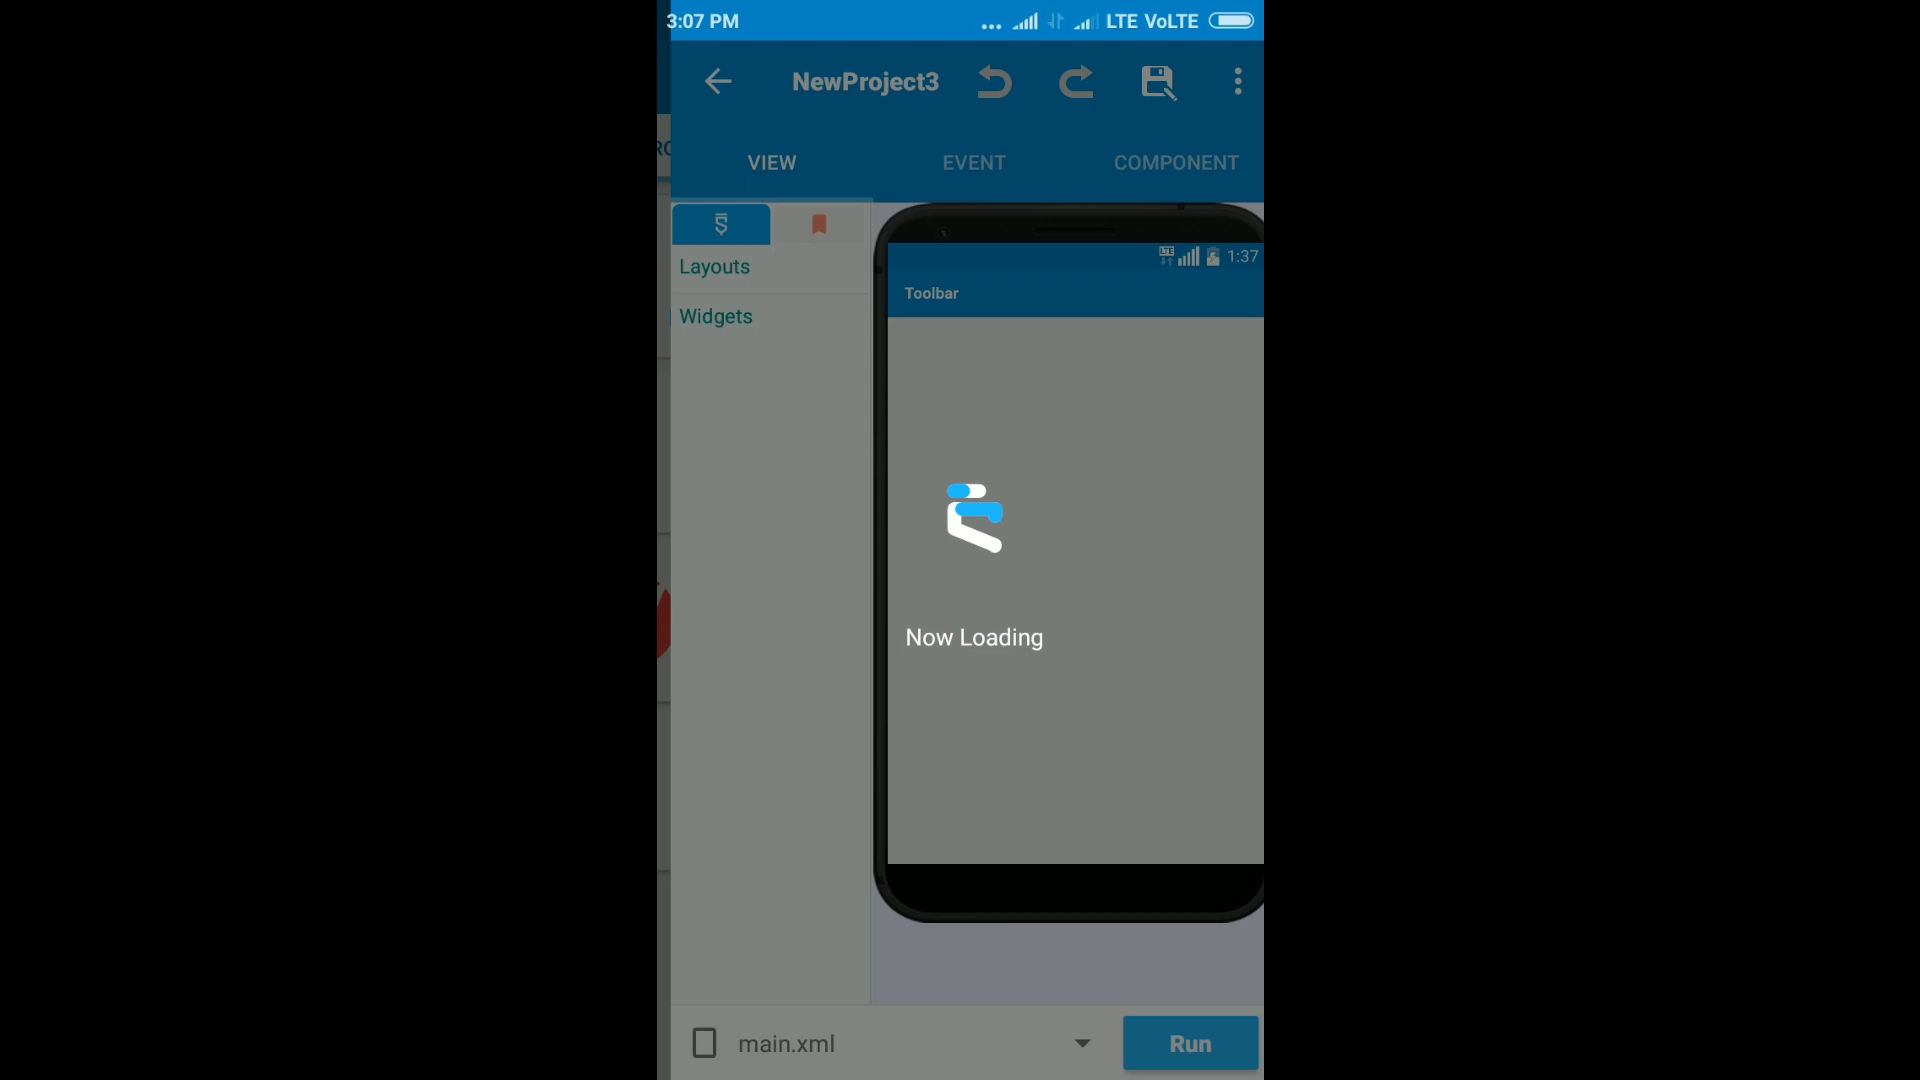 3:07 PM
LTE VoLTE
NewProject3
VIEW
EVENT
COMPONENT
Layouts
Widgets
LTE
1:37
Toolbar
Now Loading
main.xml
Run